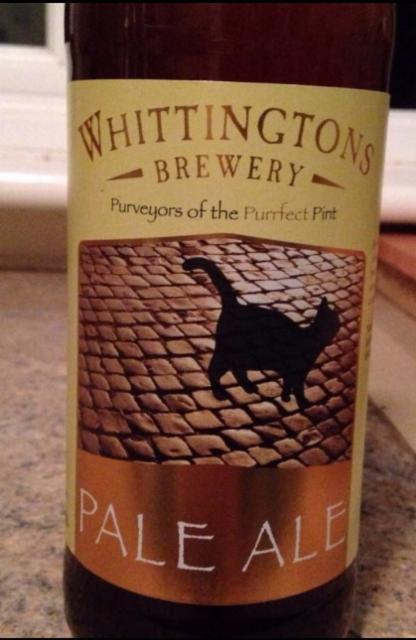 WHITTINGTONS
BREWERY
Purveyors of the Purrfect Pint
PALE ALE